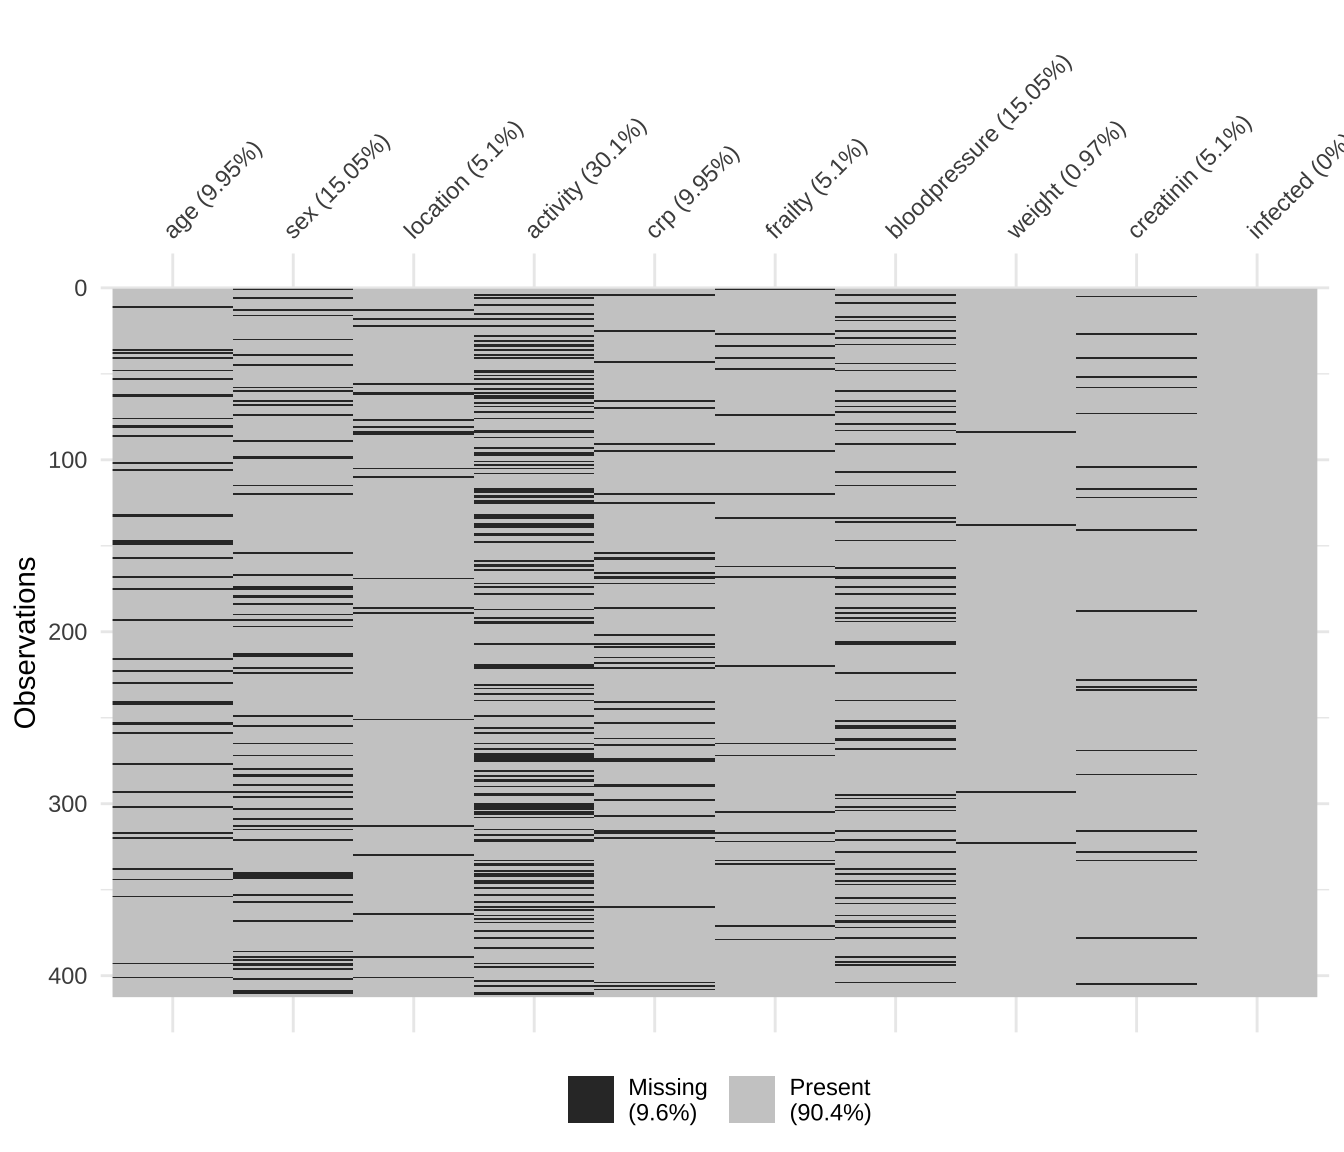 age (9.95%)
sex (15.05%)
location (5.1%)
activity (30.1%)
crp (9.95%)
frailty (5.1%)
bloodpressure (15.05%)
weight (0.97%)
creatinin (5.1%)
infected (0%
0
100
200
300
400
Observations
Missing
(9.6%)
Present
(90.4%)